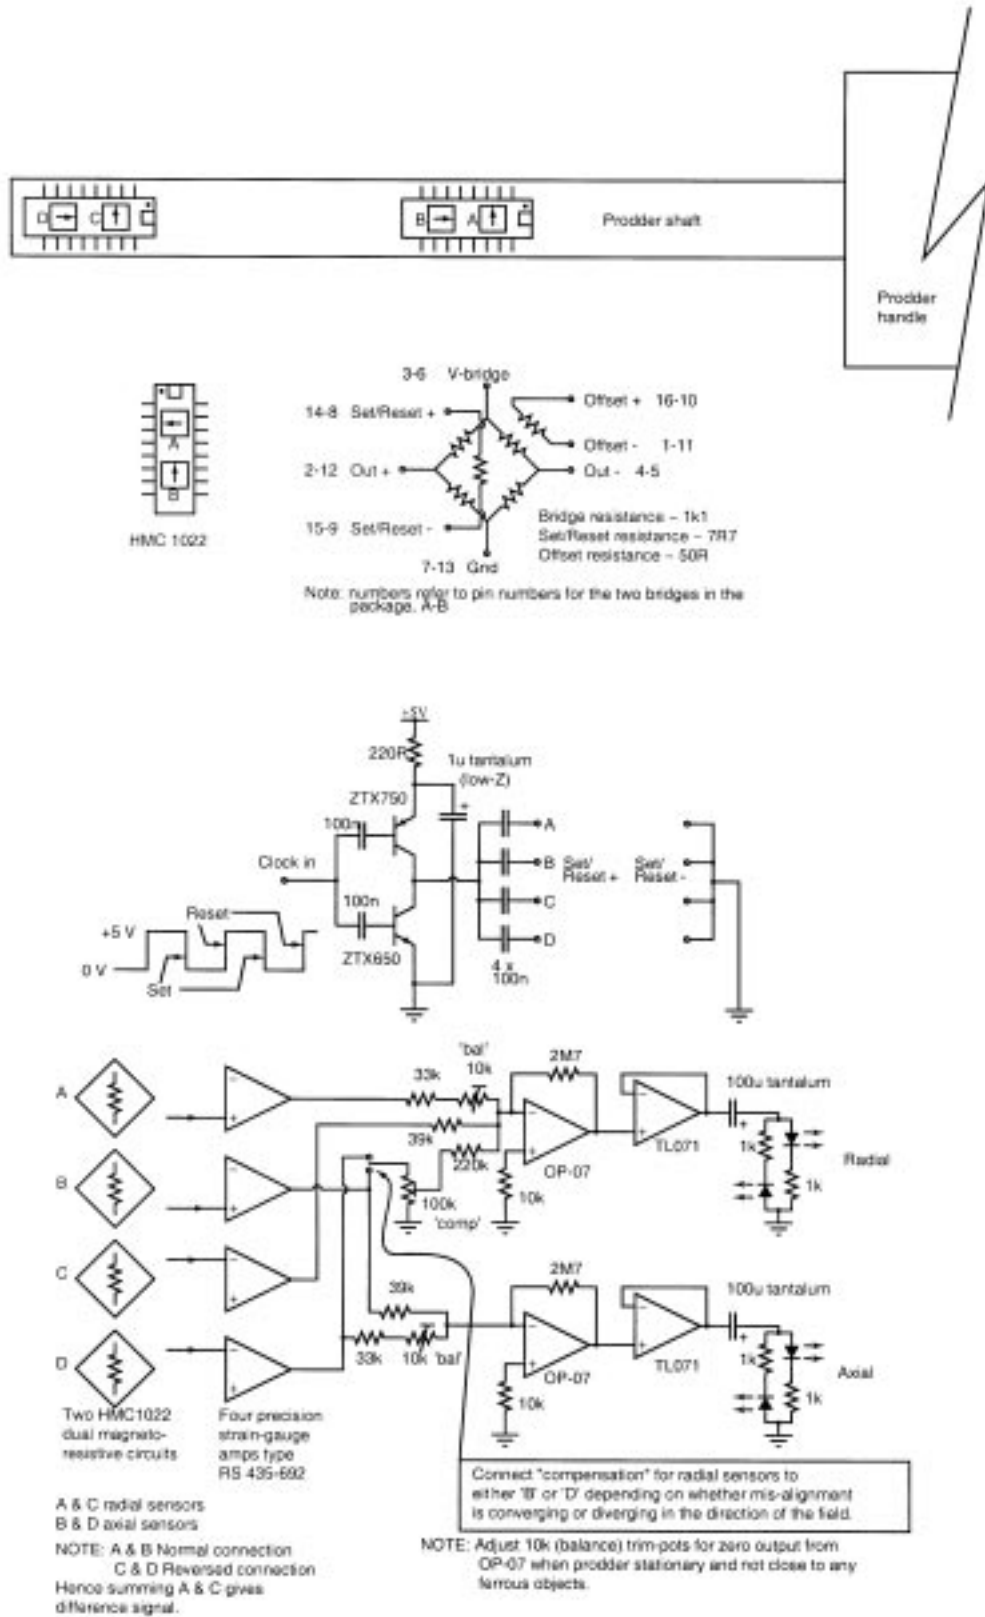 D C B A Prodder shaft
Prodder
handle
A
B
HMC 1022
3-6 V-bridge
14-8 Set/Reset +
2-12 Out +
15-9 Set/Reset -
7-13 Grid
Offset + 16-10
Offset - 1-11
Out - 4-5
Bridge resistance – 1k1
Set/Reset resistance – 7R7
Offset resistance – 50R
Note: numbers refer to pin numbers for the two bridges in the
package. A-B
+5V
220R
1u tantalum
(low-Z)
ZTX750
100n
Clock in
100n
ZTX650
+
A
B Set/
Reset +
C
D
4 x
100n
Set/
Reset -
Reset
+5 V
0 V
Set
A
B
C
D
- +
- +
- +
- +
33k
'bal'
10k
39k
220k
100k
'comp'
2M7
- +
OP-07
10k
- +
TL071
100u tantalum
+
1k
1k
Radial
39k
33k
10k 'bal'
2M7
- +
OP-07
10k
- +
TL071
100u tantalum
+
1k
1k
Axial
Two HMC1022
dual magneto-
resistive circuits
Four precision
strain-gauge
amps type
RS 435-692
A & C radial sensors
B & D axial sensors
NOTE: A & B Normal connection
C & D Reversed connection
Hence summing A & C gives
difference signal.
Connect "compensation" for radial sensors to
either 'B' or 'D' depending on whether mis-alignment
is converging or diverging in the direction of the field.
NOTE: Adjust 10k (balance) trim-pots for zero output from
OP-07 when prodder stationary and not close to any
ferrous objects.